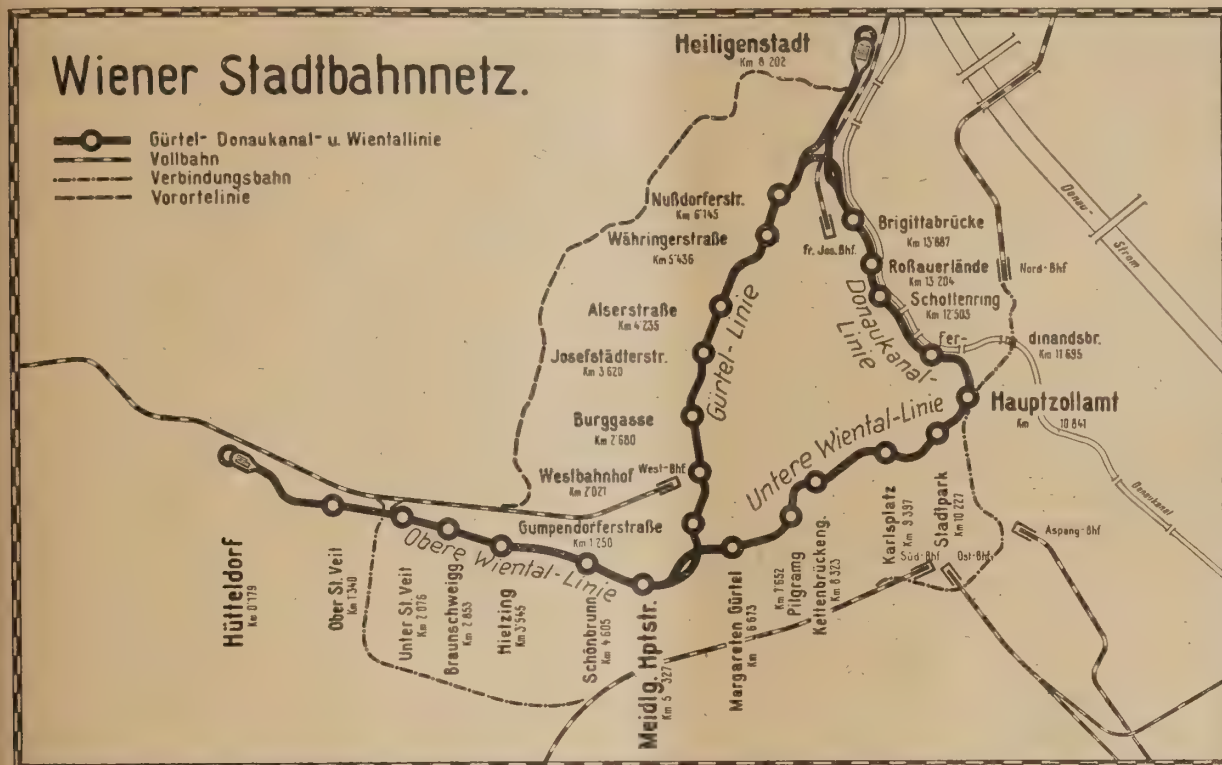 Wiener Stadtbahnnetz.
Gürtel- Donaukanal- u. Wientallinie
Vollbahn
Verbindungsbahn
Vorortelinie
Heiligenstadt
Km 8 202
Nußdorferstr.
Km 6'145
Währingerstraße
Km 5'436
Alserstraße
Km 4'235
Josefstädterstr.
Km 3 620
Burggasse
Km 2'680
Westbahnhof
Km 2'021
West-Bhf.
Gumpendorferstraße
Km 1'250
Gürtel-Linie
Fr. Jos. Bhf.
Brigittabrücke
Km 13'887
Roßauerlände
Km 13 204
Schottenring
Km 12'503
Fer-
dinandsbr.
Km 11 695
Donaukanal-
Linie
Hauptzollamt
Km 10 841
Nord-Bhf
Donau-
Strom
Donaukanal
Untere Wiental-Linie
Obere Wiental-Linie
Hütteldorf
Km 0'179
Ober St. Veit
Km 1'340
Unter St. Veit
Km 2 076
Braunschweigg.
Km 2 853
Hietzing
Km 3'545
Schönbrunn
Km 4 605
Meidlg. Hptstr.
Km 5 327
Margareten Gürtel
Km 6'673
Km 7'652
Pilgramg
Kettenbrückeng.
Km 8 323
Karlsplatz
Km 9 397
Stadtpark
Km 10 227
Süd-Bhf
Ost-Bhf.
Aspang-Bhf